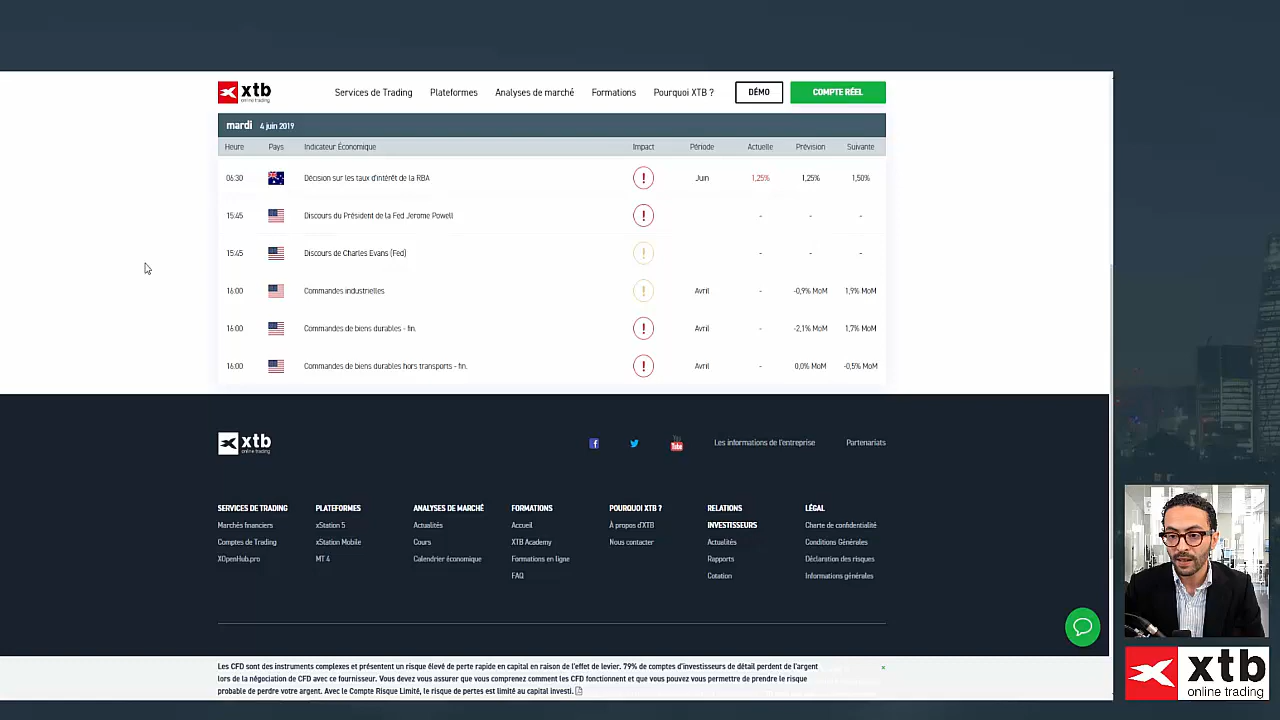 xtb
online trading
Services de Trading Plateformes Analyses de marché Formations Pourquoi XTB ? DÉMO COMPTE RÉEL
mardi 4 juin 2019
Heure Pays Indicateur Économique Impact Période Actuelle Prévision Suivante
06:30 Décision sur les taux d'intérêt de la RBA ! Juin 1,25% 1,25% 1,50%
15:45 Discours du Président de la Fed Jerome Powell ! - - -
15:45 Discours de Charles Evans (Fed) ! - - -
16:00 Commandes industrielles ! Avril - -0,9% MoM 1,9% MoM
16:00 Commandes de biens durables - fin. ! Avril - -2,1% MoM 1,7% MoM
16:00 Commandes de biens durables hors transports - fin. ! Avril - 0,0% MoM -0,5% MoM
xtb
online trading
Les informations de l'entreprise Partenariats
SERVICES DE TRADING PLATEFORMES ANALYSES DE MARCHÉ FORMATIONS POURQUOI XTB ? RELATIONS LÉGAL
Marchés financiers xStation 5 Actualités Accueil À propos d'XTB INVESTISSEURS Charte de confidentialité
Comptes de Trading xStation Mobile Cours XTB Academy Nous contacter Actualités Conditions Générales
XOpenHub.pro MT 4 Calendrier économique Formations en ligne Rapports Déclaration des risques
FAQ Cotation Informations générales
Les CFD sont des instruments complexes et présentent un risque élevé de perte rapide en capital en raison de l'effet de levier. 79% de comptes d'investisseurs de détail perdent de l'argent
lors de la négociation de CFD avec ce fournisseur. Vous devez vous assurer que vous comprenez comment les CFD fonctionnent et que vous pouvez vous permettre de prendre le risque
probable de perdre votre argent. Avec le Compte Risque Limité, le risque de pertes est limité au capital investi.
xtb
online trading